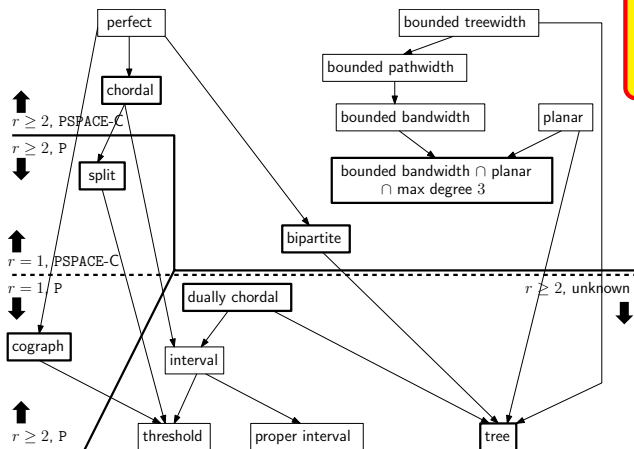 perfect
bounded treewidth
bounded pathwidth
chordal
r ≥ 2, PSPACE-C
bounded bandwidth
planar
r ≥ 2, P
split
bounded bandwidth ∩ planar
∩ max degree 3
bipartite
r = 1, PSPACE-C
r = 1, P
r ≥ 2, unknown
dually chordal
cograph
interval
r ≥ 2, P
threshold
proper interval
tree